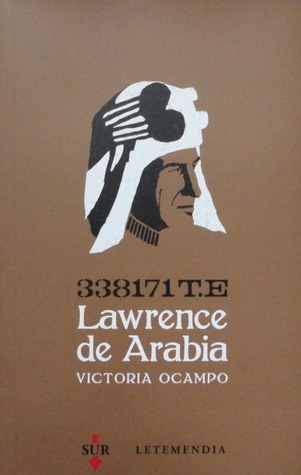 338171 T.E
Lawrence
de Arabia
VICTORIA OCAMPO
SUR
LETEMENDIA